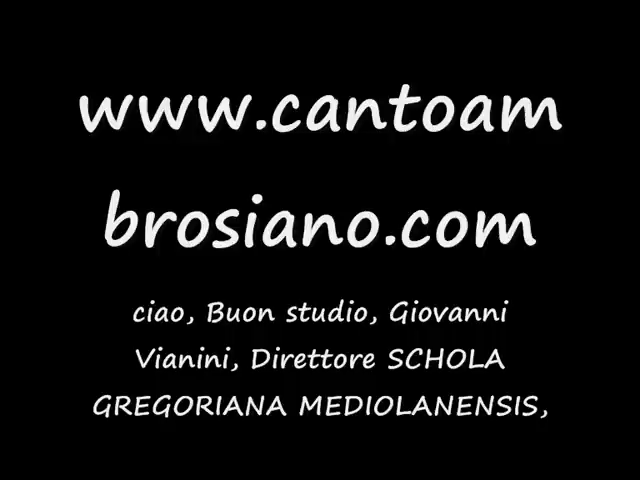 www.cantoam
brosiano.com
ciao, Buon studio, Giovanni
Vianini, Direttore SCHOLA
GREGORIANA MEDIOLANENSIS,